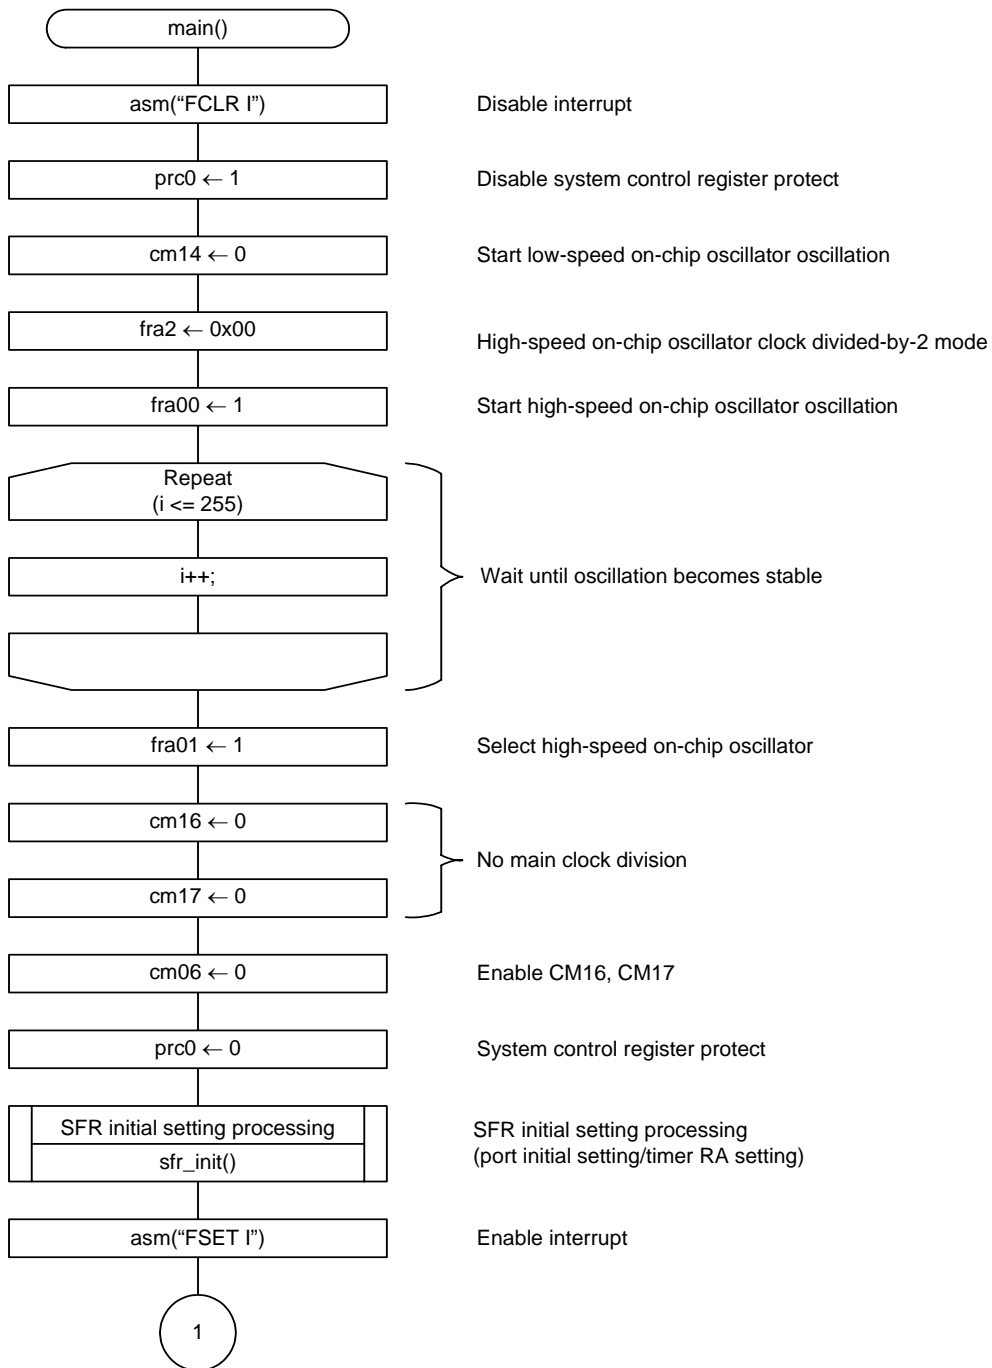 main()
asm(“FCLR I”)
Disable interrupt
prc0 ← 1
Disable system control register protect
cm14 ← 0
Start low-speed on-chip oscillator oscillation
fra2 ← 0x00
High-speed on-chip oscillator clock divided-by-2 mode
fra00 ← 1
Start high-speed on-chip oscillator oscillation
Repeat
(i <= 255)
i++;
Wait until oscillation becomes stable
fra01 ← 1
Select high-speed on-chip oscillator
cm16 ← 0
No main clock division
cm17 ← 0
cm06 ← 0
Enable CM16, CM17
prc0 ← 0
System control register protect
SFR initial setting processing
sfr_init()
SFR initial setting processing
(port initial setting/timer RA setting)
asm(“FSET I”)
Enable interrupt
1